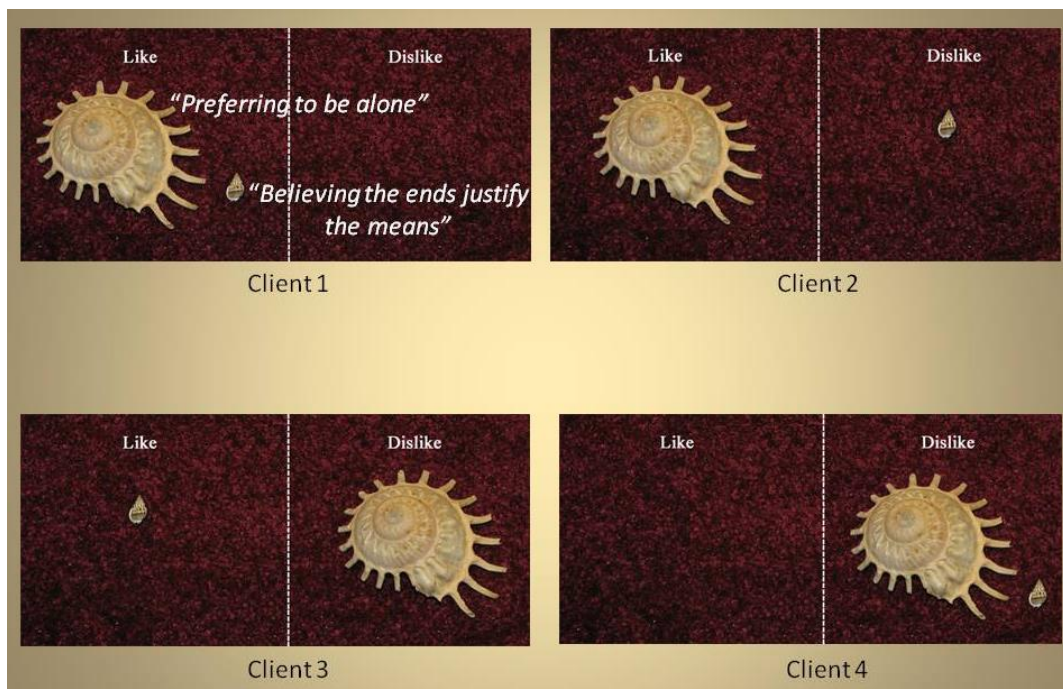 Like Dislike
“Preferring to be alone”
“Believing the ends justify
the means”
Client 1
Like Dislike
Client 2
Like Dislike
Client 3
Like Dislike
Client 4